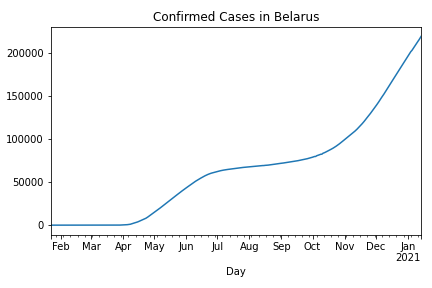 Confirmed Cases in Belarus
200000
150000
100000
50000
0
Feb Mar Apr May Jun Jul Aug Sep Oct Nov Dec Jan
2021
Day